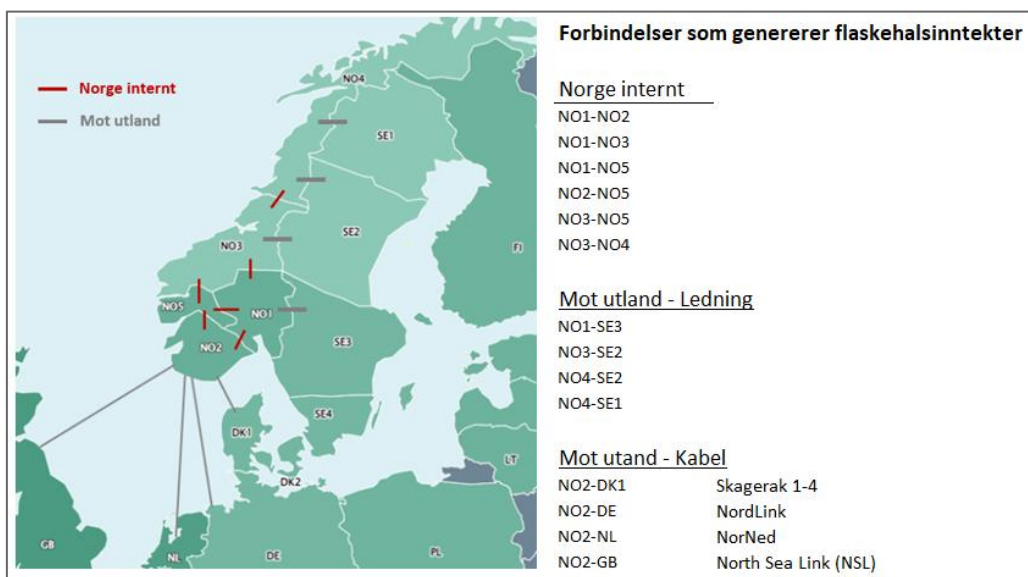 Forbindelser som genererer flaskehalsinntekter
Norge internt
Mot utland
NO4
SE1
SE2
NO3
FI
NO5
NO1
NO2
SE3
SE4
DK1
DK2
LT
GB
NL
DE
PL
Norge internt
NO1-NO2
NO1-NO3
NO1-NO5
NO2-NO5
NO3-NO5
NO3-NO4
Mot utland - Ledning
NO1-SE3
NO3-SE2
NO4-SE2
NO4-SE1
Mot utand - Kabel
NO2-DK1 Skagerak 1-4
NO2-DE NordLink
NO2-NL NorNed
NO2-GB North Sea Link (NSL)